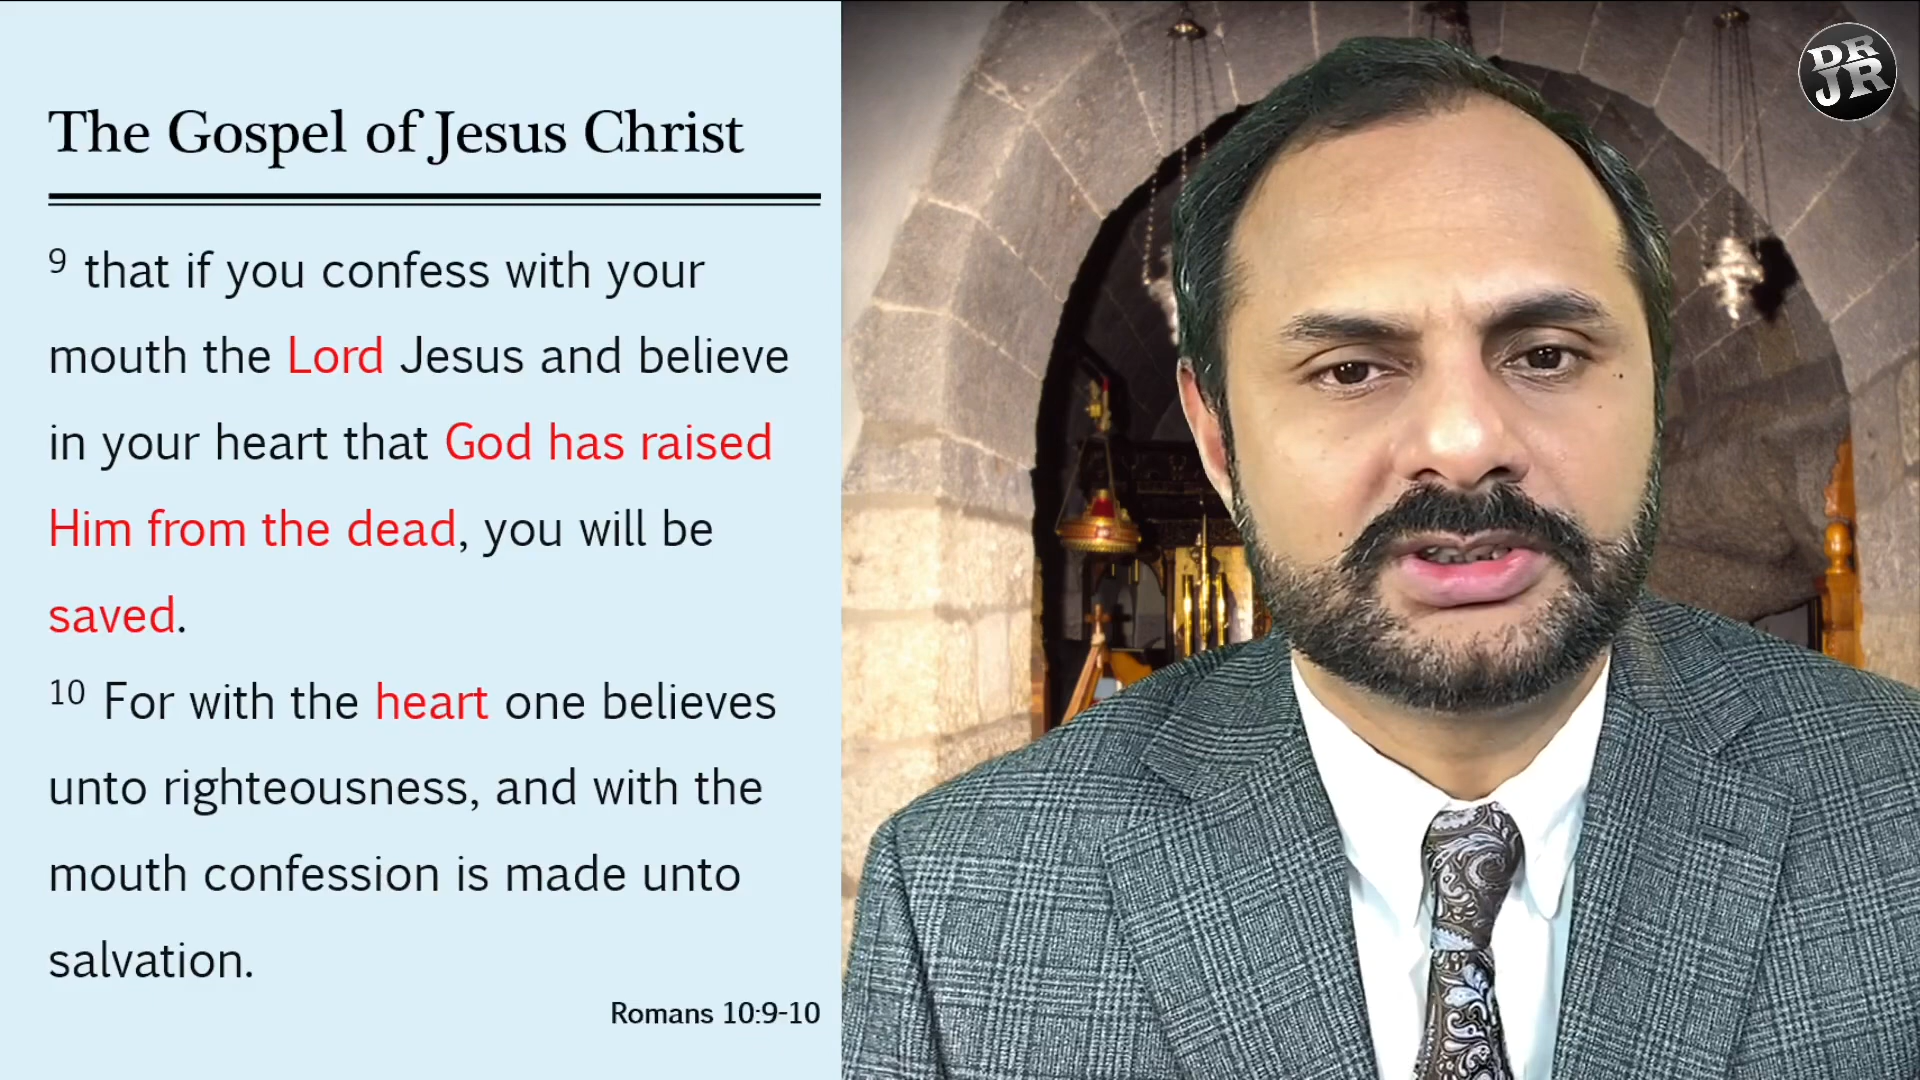 The Gospel of Jesus Christ
9 that if you confess with your
mouth the Lord Jesus and believe
in your heart that God has raised
Him from the dead, you will be
saved.
10 For with the heart one believes
unto righteousness, and with the
mouth confession is made unto
salvation.
Romans 10:9-10
DR
JR